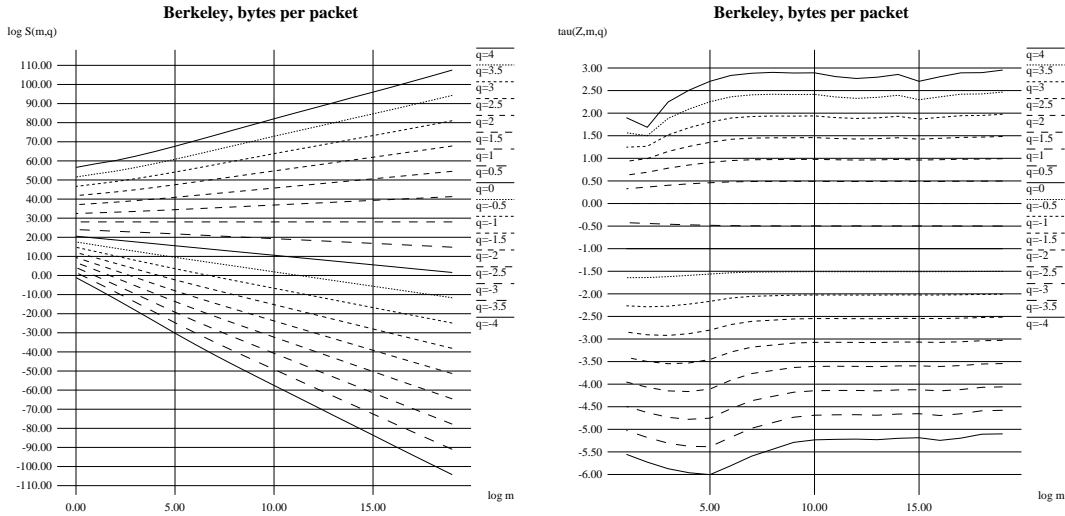 Berkeley, bytes per packet
log S(m,q)
110.00
100.00
90.00
80.00
70.00
60.00
50.00
40.00
30.00
20.00
10.00
0.00
-10.00
-20.00
-30.00
-40.00
-50.00
-60.00
-70.00
-80.00
-90.00
-100.00
-110.00
0.00 5.00 10.00 15.00
log m
q=4
q=3.5
q=3
q=2.5
q=2
q=1.5
q=1
q=0.5
q=0
q=-0.5
q=-1
q=-1.5
q=-2
q=-2.5
q=-3
q=-3.5
q=-4
Berkeley, bytes per packet
tau(Z,m,q)
3.00
2.50
2.00
1.50
1.00
0.50
0.00
-0.50
-1.00
-1.50
-2.00
-2.50
-3.00
-3.50
-4.00
-4.50
-5.00
-5.50
-6.00
5.00 10.00 15.00
log m
q=4
q=3.5
q=3
q=2.5
q=2
q=1.5
q=1
q=0.5
q=0
q=-0.5
q=-1
q=-1.5
q=-2
q=-2.5
q=-3
q=-3.5
q=-4